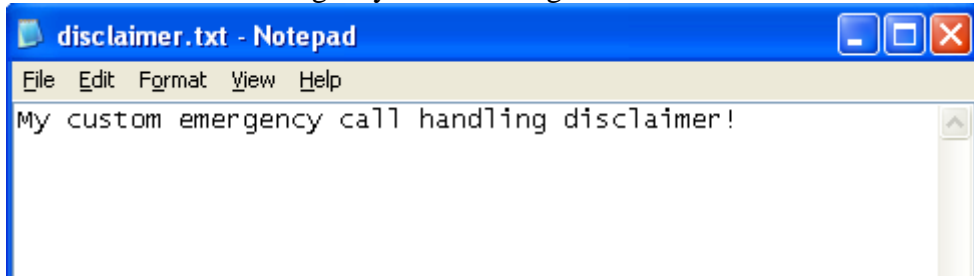 disclaimer.txt - Notepad
File Edit Format View Help
My custom emergency call handling disclaimer!